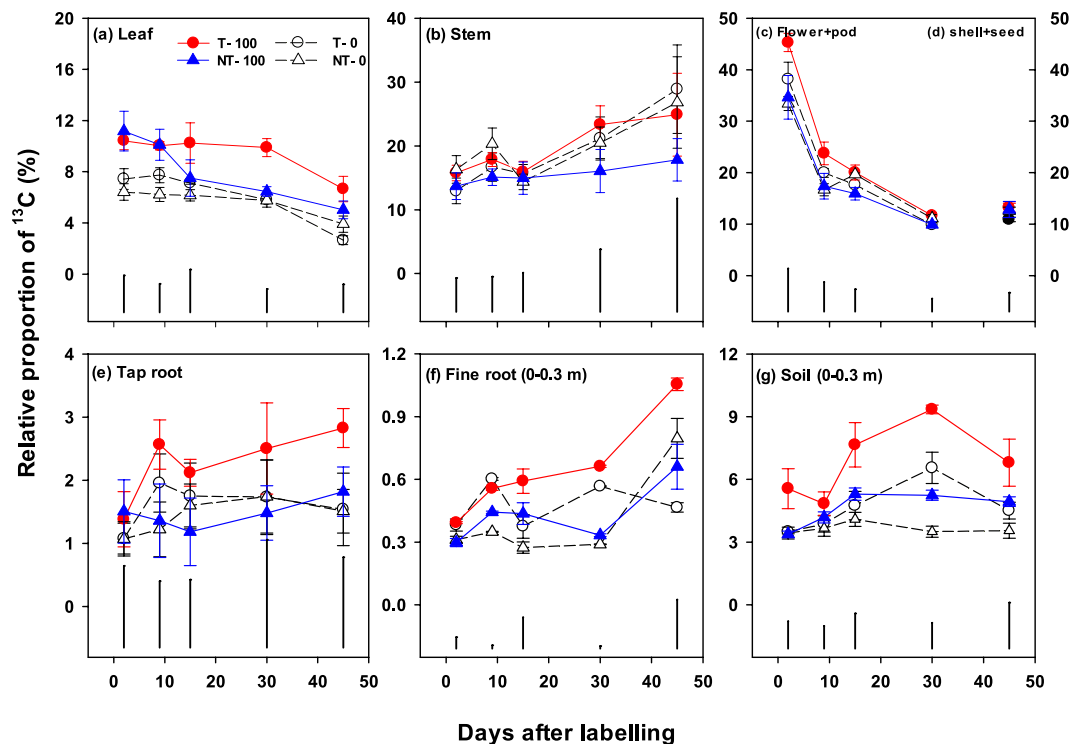 Relative proportion of 13C (%)
(a) Leaf
T- 100
T- 0
NT- 100
NT- 0
20
16
12
8
4
0
(b) Stem
40
30
20
10
0
(c) Flower+pod
(d) shell+seed
50
40
30
20
10
0
50
40
30
20
10
0
(e) Tap root
4
3
2
1
0
0 10 20 30 40 50
(f) Fine root (0-0.3 m)
1.2
0.9
0.6
0.3
0.0
0 10 20 30 40 50
(g) Soil (0-0.3 m)
12
9
6
3
0
0 10 20 30 40 50
Days after labelling